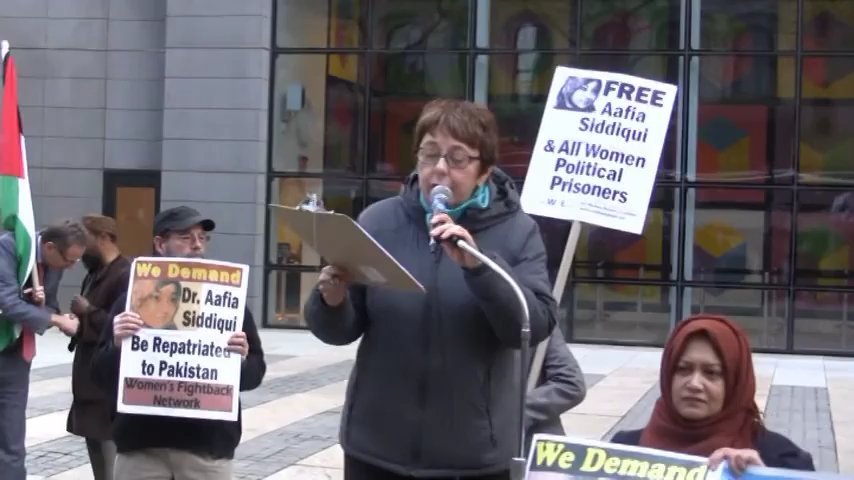 We Demand
Dr. Aafia
Siddiqui
Be Repatriated
to Pakistan
Women's Fightback
Network
FREE
Aafia
Siddiqui
& All Women
Political
Prisoners
We Demand